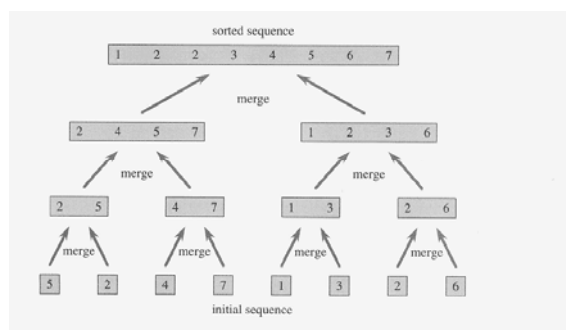 sorted sequence
1 2 2 3 4 5 6 7
merge
2 4 5 7
1 2 3 6
merge
merge
2 5
4 7
1 3
2 6
merge
merge
merge
merge
5
2
4
7
1
3
2
6
initial sequence